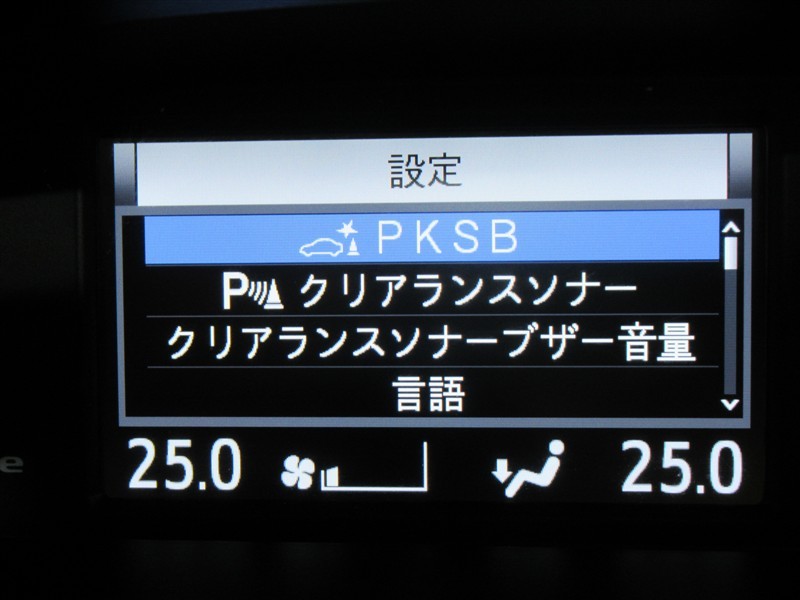 設定
PKSB
P クリアランスソナー
クリアランスソナーブザー音量
言語
25.0 25.0
e